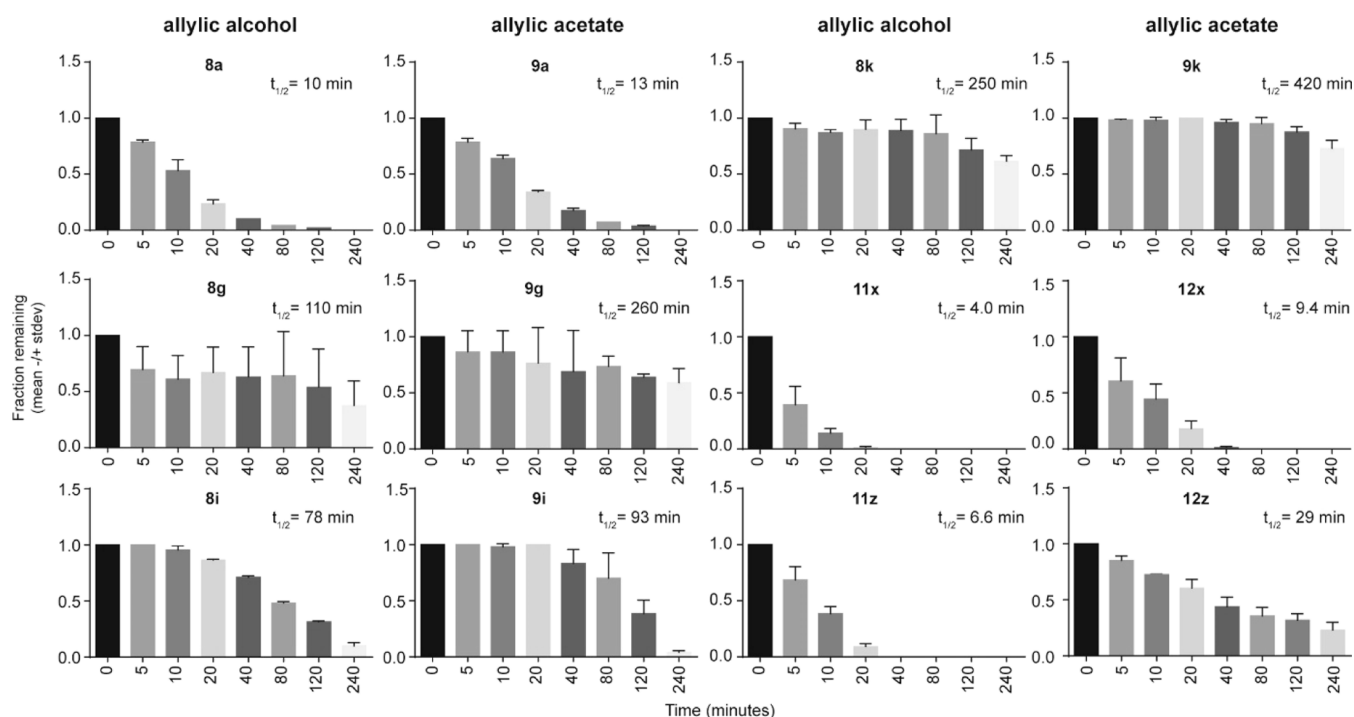 allylic alcohol allylic acetate allylic alcohol allylic acetate
8a
t1/2= 10 min
1.5
1.0
0.5
0.0
0 5 10 20 40 80 120 240
9a
t1/2= 13 min
1.5
1.0
0.5
0.0
0 5 10 20 40 80 120 240
8k
t1/2= 250 min
1.5
1.0
0.5
0.0
0 5 10 20 40 80 120 240
9k
t1/2= 420 min
1.5
1.0
0.5
0.0
0 5 10 20 40 80 120 240
Fraction remaining
(mean -/+ stdev)
8g
t1/2= 110 min
1.5
1.0
0.5
0.0
0 5 10 20 40 80 120 240
9g
t1/2= 260 min
1.5
1.0
0.5
0.0
0 5 10 20 40 80 120 240
11x
t1/2= 4.0 min
1.5
1.0
0.5
0.0
0 5 10 20 40 80 120 240
12x
t1/2= 9.4 min
1.5
1.0
0.5
0.0
0 5 10 20 40 80 120 240
8i
t1/2= 78 min
1.5
1.0
0.5
0.0
0 5 10 20 40 80 120 240
9i
t1/2= 93 min
1.5
1.0
0.5
0.0
0 5 10 20 40 80 120 240
11z
t1/2= 6.6 min
1.5
1.0
0.5
0.0
0 5 10 20 40 80 120 240
12z
t1/2= 29 min
1.5
1.0
0.5
0.0
0 5 10 20 40 80 120 240
Time (minutes)